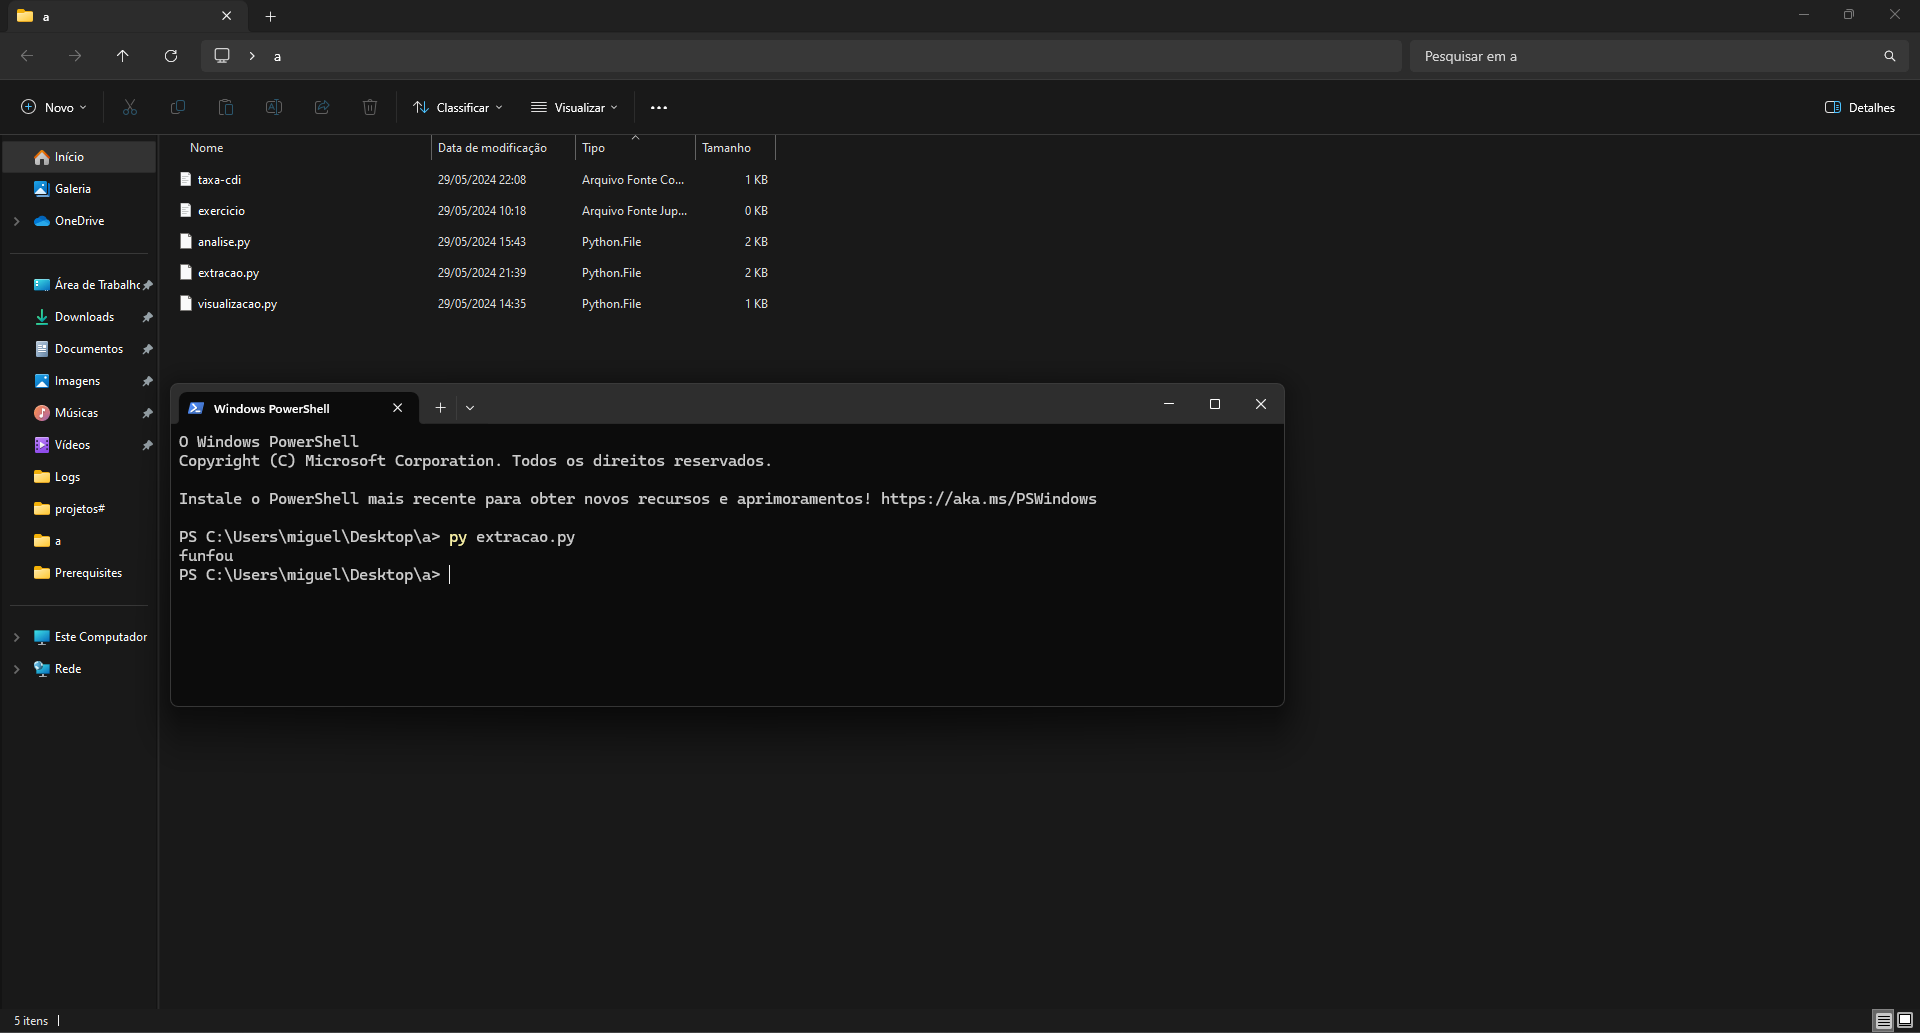 a
a
Pesquisar em a
Novo
Classificar
Visualizar
Detalhes
Início
Galeria
OneDrive
Área de Trabalho
Downloads
Documentos
Imagens
Músicas
Vídeos
Logs
projetos#
a
Prerequisites
Este Computador
Rede
Nome Data de modificação Tipo Tamanho
taxa-cdi 29/05/2024 22:08 Arquivo Fonte Co... 1 KB
exercicio 29/05/2024 10:18 Arquivo Fonte Jup... 0 KB
analise.py 29/05/2024 15:43 Python.File 2 KB
extracao.py 29/05/2024 21:39 Python.File 2 KB
visualizacao.py 29/05/2024 14:35 Python.File 1 KB
Windows PowerShell
O Windows PowerShell
Copyright (C) Microsoft Corporation. Todos os direitos reservados.
Instale o PowerShell mais recente para obter novos recursos e aprimoramentos! https://aka.ms/PSWindows
PS C:\Users\miguel\Desktop\a> py extracao.py
funfou
PS C:\Users\miguel\Desktop\a>
5 itens